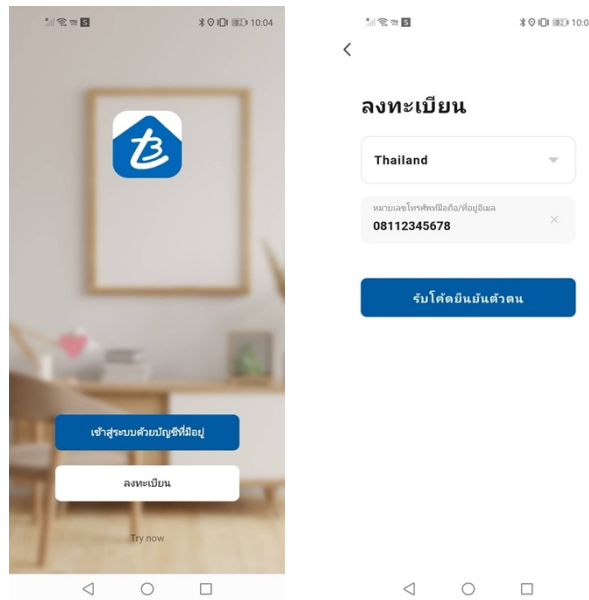 10:04
เข้าสู่ระบบด้วยบัญชีที่มีอยู่
ลงทะเบียน
Try now
10:0
ลงทะเบียน
Thailand
หมายเลขโทรศัพท์มือถือ/ที่อยู่อีเมล
08112345678
รับโค้ดยืนยันตัวตน